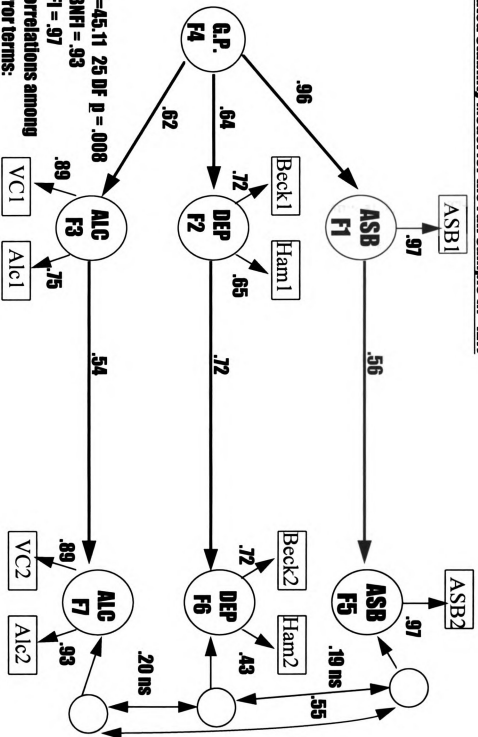 ASB1
ASB2
.97
.97
ASB
F1
.56
ASB
F5
.96
.19 ns
G.P.
F4
.64
Beck1
Ham1
.72
.65
DEP
F2
.72
Beck2
Ham2
.72
.43
DEP
F6
.55
.20 ns
.62
ALC
F3
.54
ALC
F7
.89
.75
VC1
Alc1
.89
.93
VC2
Alc2
=45.11 25 DF p = .008
= .93
= .97
orrelations among
rror terms: